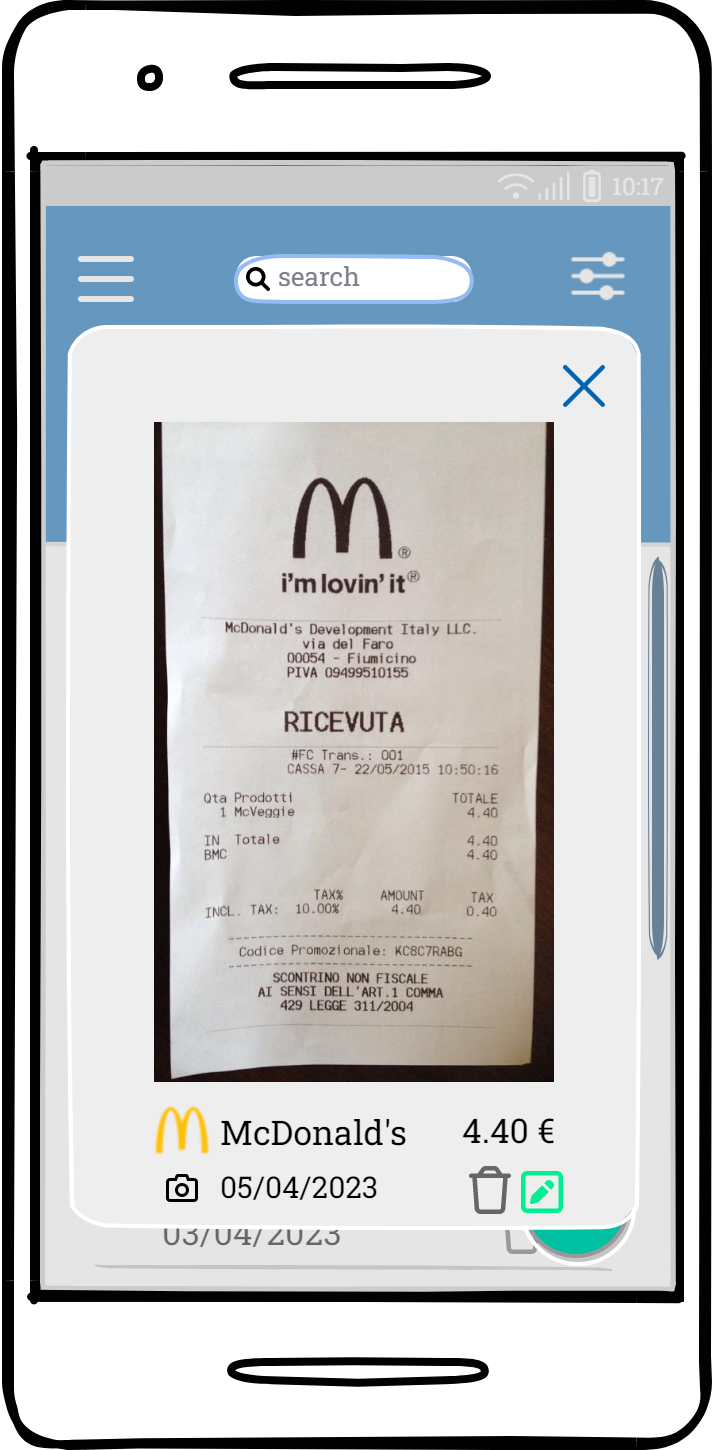 10:17
search
i'm lovin' it®
McDonald's Development Italy LLC.
via del Faro
00054 - Fiumicino
PIVA 09499510155
RICEVUTA
#FC Trans.: 001
CASSA 7- 22/05/2015 10:50:16
Qta Prodotti TOTALE
1 McVeggie 4.40
IN Totale 4.40
BMC 4.40
TAX% AMOUNT TAX
INCL. TAX: 10.00% 4.40 0.40
Codice Promozionale: KC8C7RABG
SCONTRINO NON FISCALE
AI SENSI DELL'ART.1 COMMA
429 LEGGE 311/2004
McDonald's 4.40 €
05/04/2023
03/04/2023